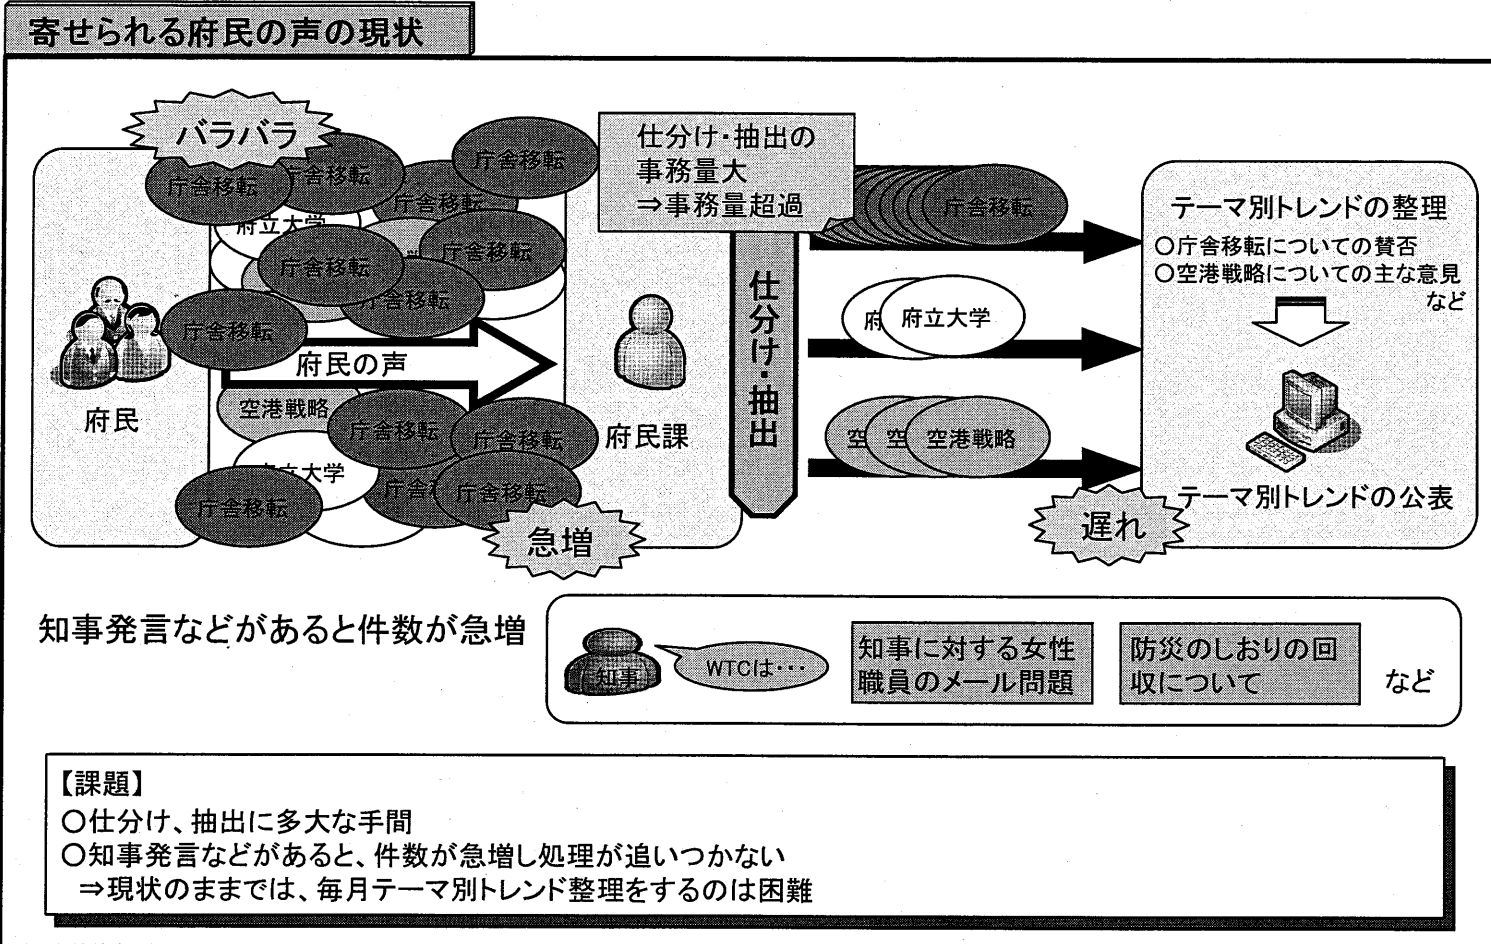 寄せられる府民の声の現状
バラバラ
庁舎移転
庁舎移転
庁舎移転
庁舎移転
府立大学
庁舎移転
庁舎移転
庁舎移転
庁舎移転
府民の声
府民
空港戦略
庁舎移転
庁舎移転
立大学
庁舎
庁舎移転
庁舎移転
急増
府民課
仕分け・抽出の
事務量大
⇒事務量超過
仕分け・抽出
庁舎移転
府
府立大学
空
空
空港戦略
遅れ
テーマ別トレンドの整理
○庁舎移転についての賛否
○空港戦略についての主な意見
など
テーマ別トレンドの公表
知事発言などがあると件数が急増
知事
WTCは・・・
知事に対する女性
職員のメール問題
防災のしおりの回
収について
など
【課題】
○仕分け、抽出に多大な手間
○知事発言などがあると、件数が急増し処理が追いつかない
⇒現状のままでは、毎月テーマ別トレンド整理をするのは困難